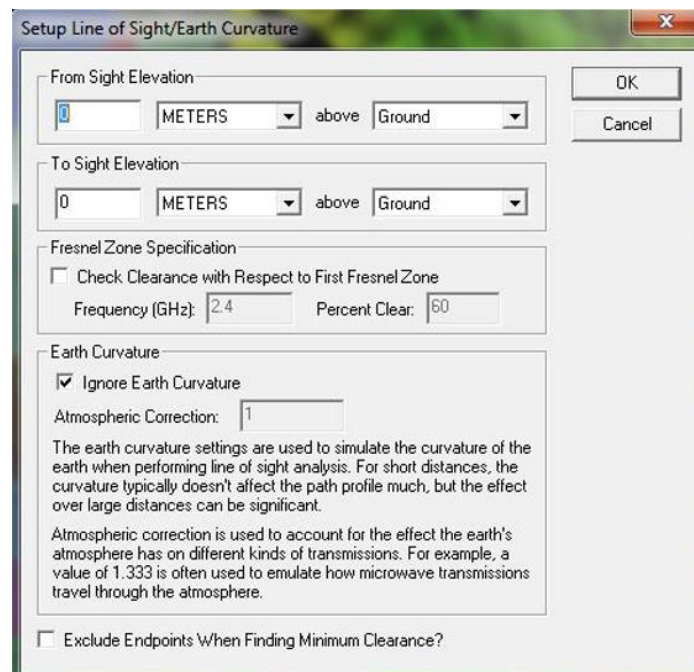 Setup Line of Sight/Earth Curvature
From Sight Elevation
0 METERS above Ground
OK
Cancel
To Sight Elevation
0 METERS above Ground
Fresnel Zone Specification
Check Clearance with Respect to First Fresnel Zone
Frequency (GHz): 2.4 Percent Clear: 60
Earth Curvature
Ignore Earth Curvature
Atmospheric Correction: 1
The earth curvature settings are used to simulate the curvature of the
earth when performing line of sight analysis. For short distances, the
curvature typically doesn't affect the path profile much, but the effect
over large distances can be significant.
Atmospheric correction is used to account for the effect the earth's
atmosphere has on different kinds of transmissions. For example, a
value of 1.333 is often used to emulate how microwave transmissions
travel through the atmosphere.
Exclude Endpoints When Finding Minimum Clearance?